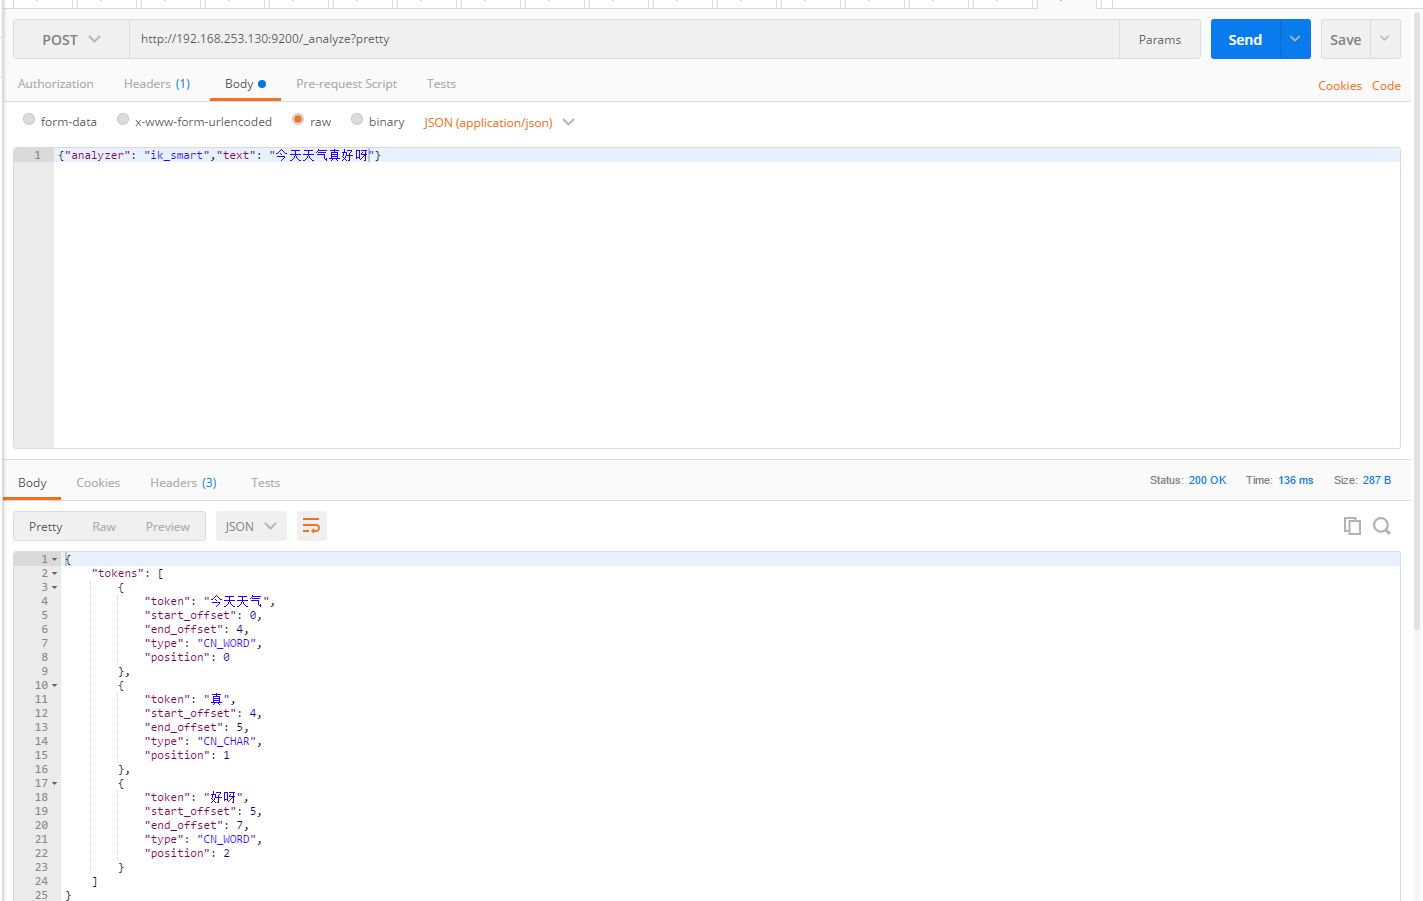 POST http://192.168.253.130:9200/_analyze?pretty Params Send Save
Authorization Headers (1) Body Pre-request Script Tests Cookies Code
form-data x-www-form-urlencoded raw binary JSON (application/json)
1 {"analyzer": "ik_smart","text": "今天天气真好呀"}
Body Cookies Headers (3) Tests Status: 200 OK Time: 136 ms Size: 287 B
Pretty Raw Preview JSON
1 {
2 "tokens": [
3 {
4 "token": "今天天气",
5 "start_offset": 0,
6 "end_offset": 4,
7 "type": "CN_WORD",
8 "position": 0
9 },
10 {
11 "token": "真",
12 "start_offset": 4,
13 "end_offset": 5,
14 "type": "CN_CHAR",
15 "position": 1
16 },
17 {
18 "token": "好呀",
19 "start_offset": 5,
20 "end_offset": 7,
21 "type": "CN_WORD",
22 "position": 2
23 }
24 ]
25 }